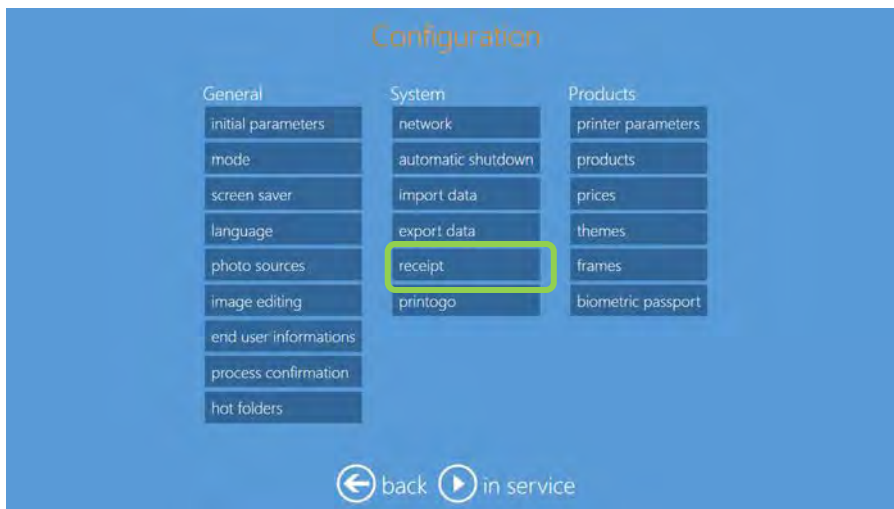 Configuration
General
initial parameters
mode
screen saver
language
photo sources
image editing
end user informations
process confirmation
hot folders
System
network
automatic shutdown
import data
export data
receipt
printogo
Products
printer parameters
products
prices
themes
frames
biometric passport
back in service